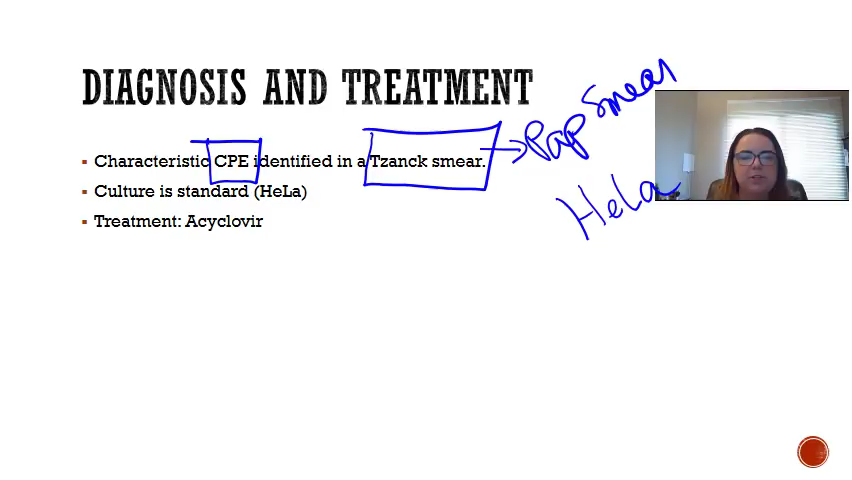 DIAGNOSIS AND TREATMENT
Characteristic CPE identified in a Tzanck smear.
Pap smear
Culture is standard (HeLa)
HeLa
Treatment: Acyclovir